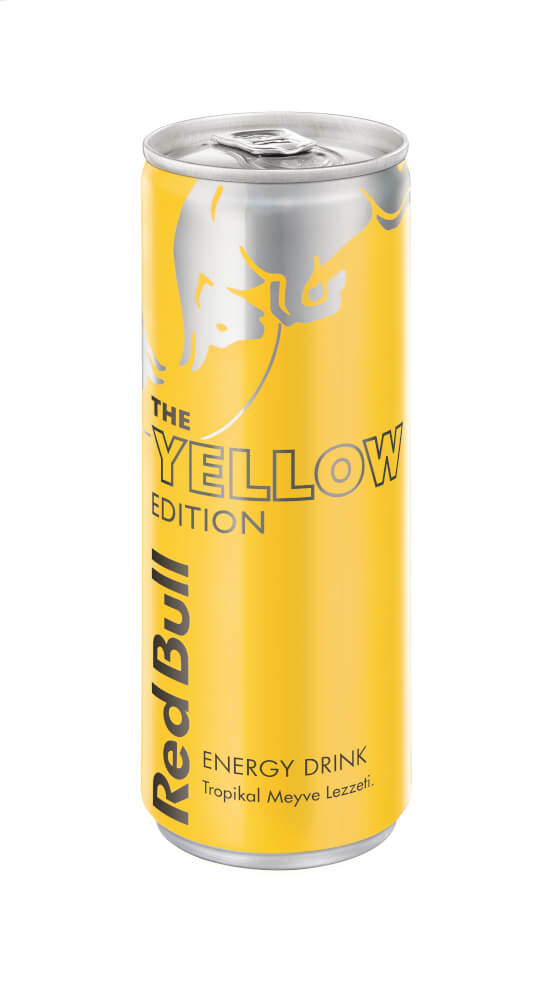 THE
YELLOW
EDITION
Red Bull
ENERGY DRINK
Tropikal Meyve Lezzeti.